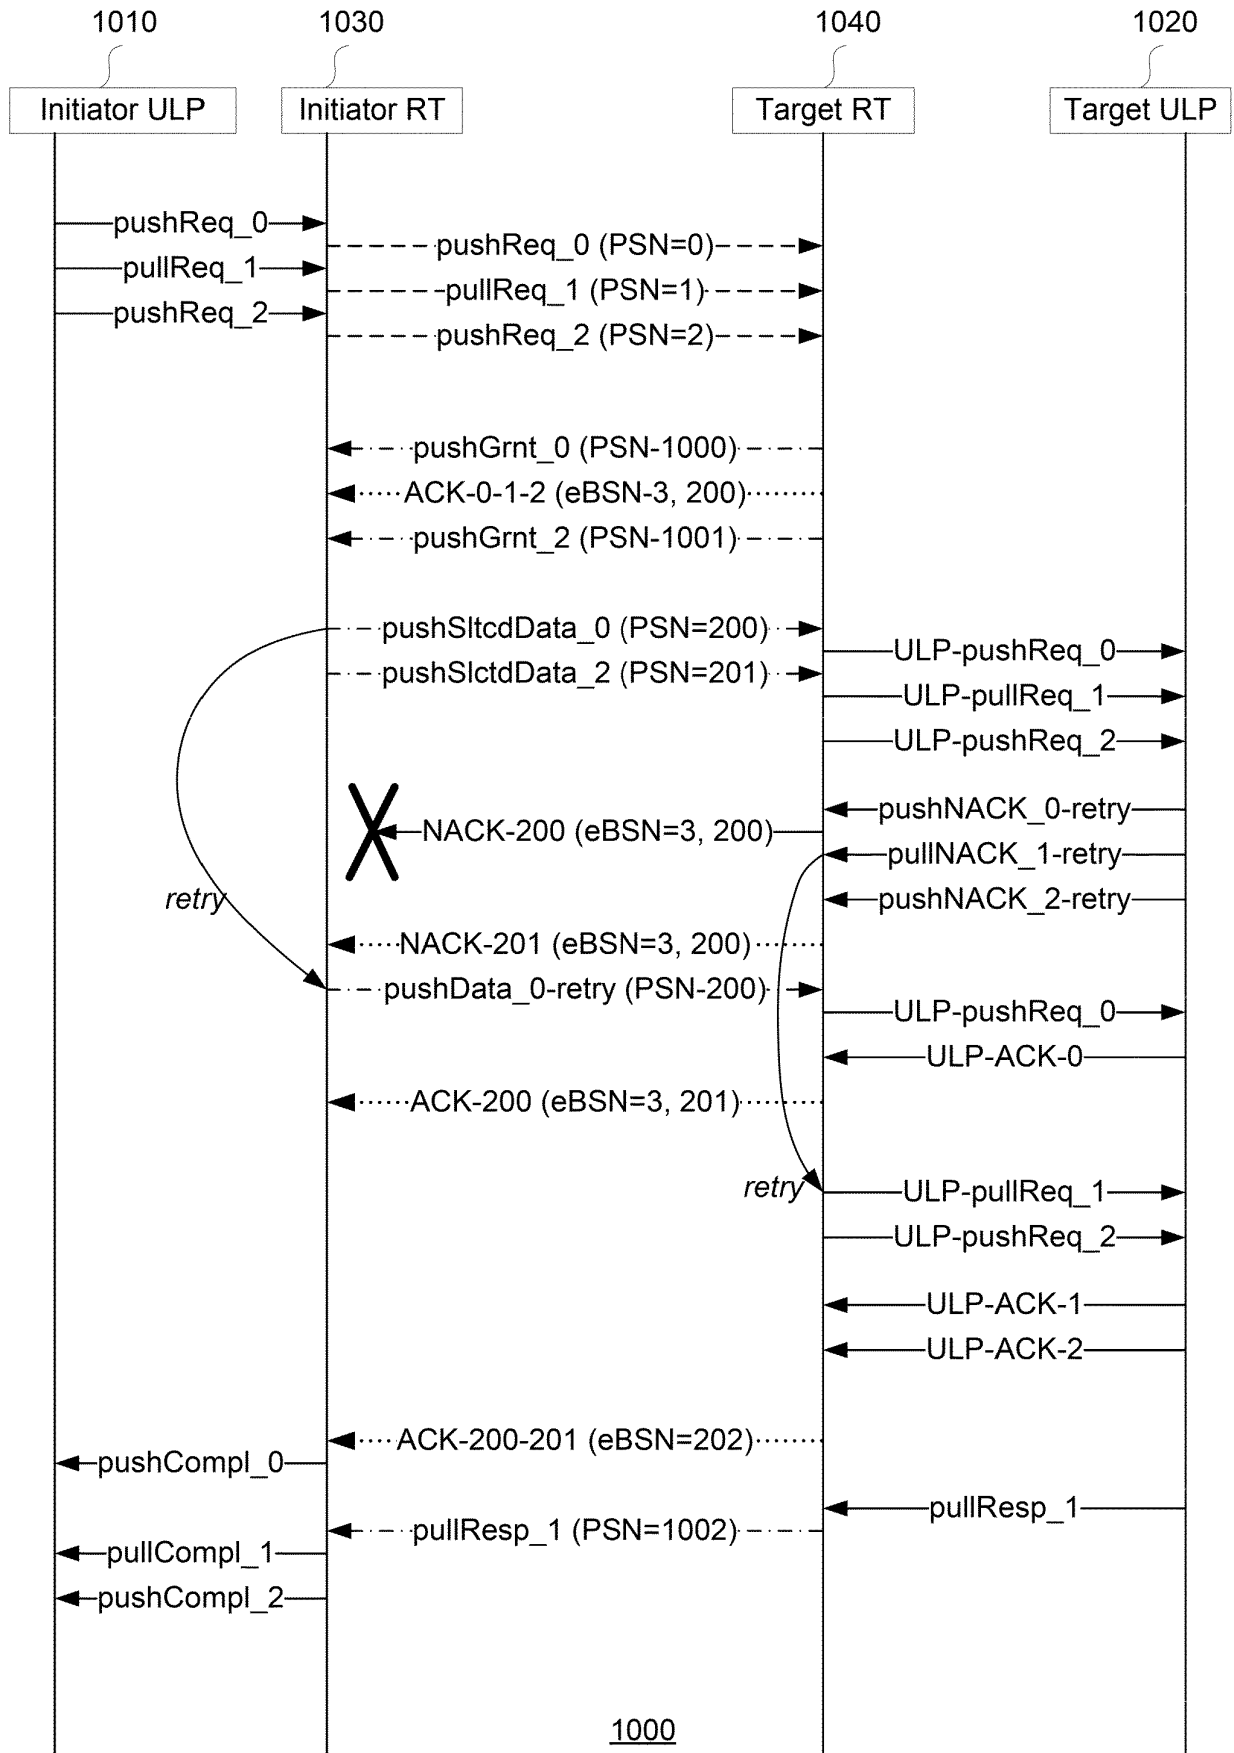 1010 1030 1040 1020
Initiator ULP Initiator RT Target RT Target ULP
pushReq_0
pushReq_0 (PSN=0)
pullReq_1
pullReq_1 (PSN=1)
pushReq_2
pushReq_2 (PSN=2)
pushGrnt_0 (PSN-1000)
ACK-0-1-2 (eBSN-3, 200)
pushGrnt_2 (PSN-1001)
pushSltcdData_0 (PSN=200)
ULP-pushReq_0
pushSlctdData_2 (PSN=201)
ULP-pullReq_1
ULP-pushReq_2
pushNACK_0-retry
NACK-200 (eBSN=3, 200)
pullNACK_1-retry
retry
pushNACK_2-retry
NACK-201 (eBSN=3, 200)
pushData_0-retry (PSN-200)
ULP-pushReq_0
ULP-ACK-0
ACK-200 (eBSN=3, 201)
retry
ULP-pullReq_1
ULP-pushReq_2
ULP-ACK-1
ULP-ACK-2
ACK-200-201 (eBSN=202)
pushCompl_0
pullResp_1
pullResp_1 (PSN=1002)
pullCompl_1
pushCompl_2
1000